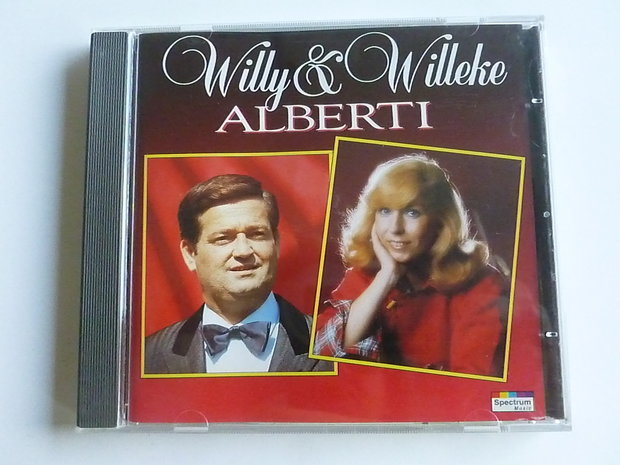 Willy & Willeke
ALBERTI
Spectrum
Music